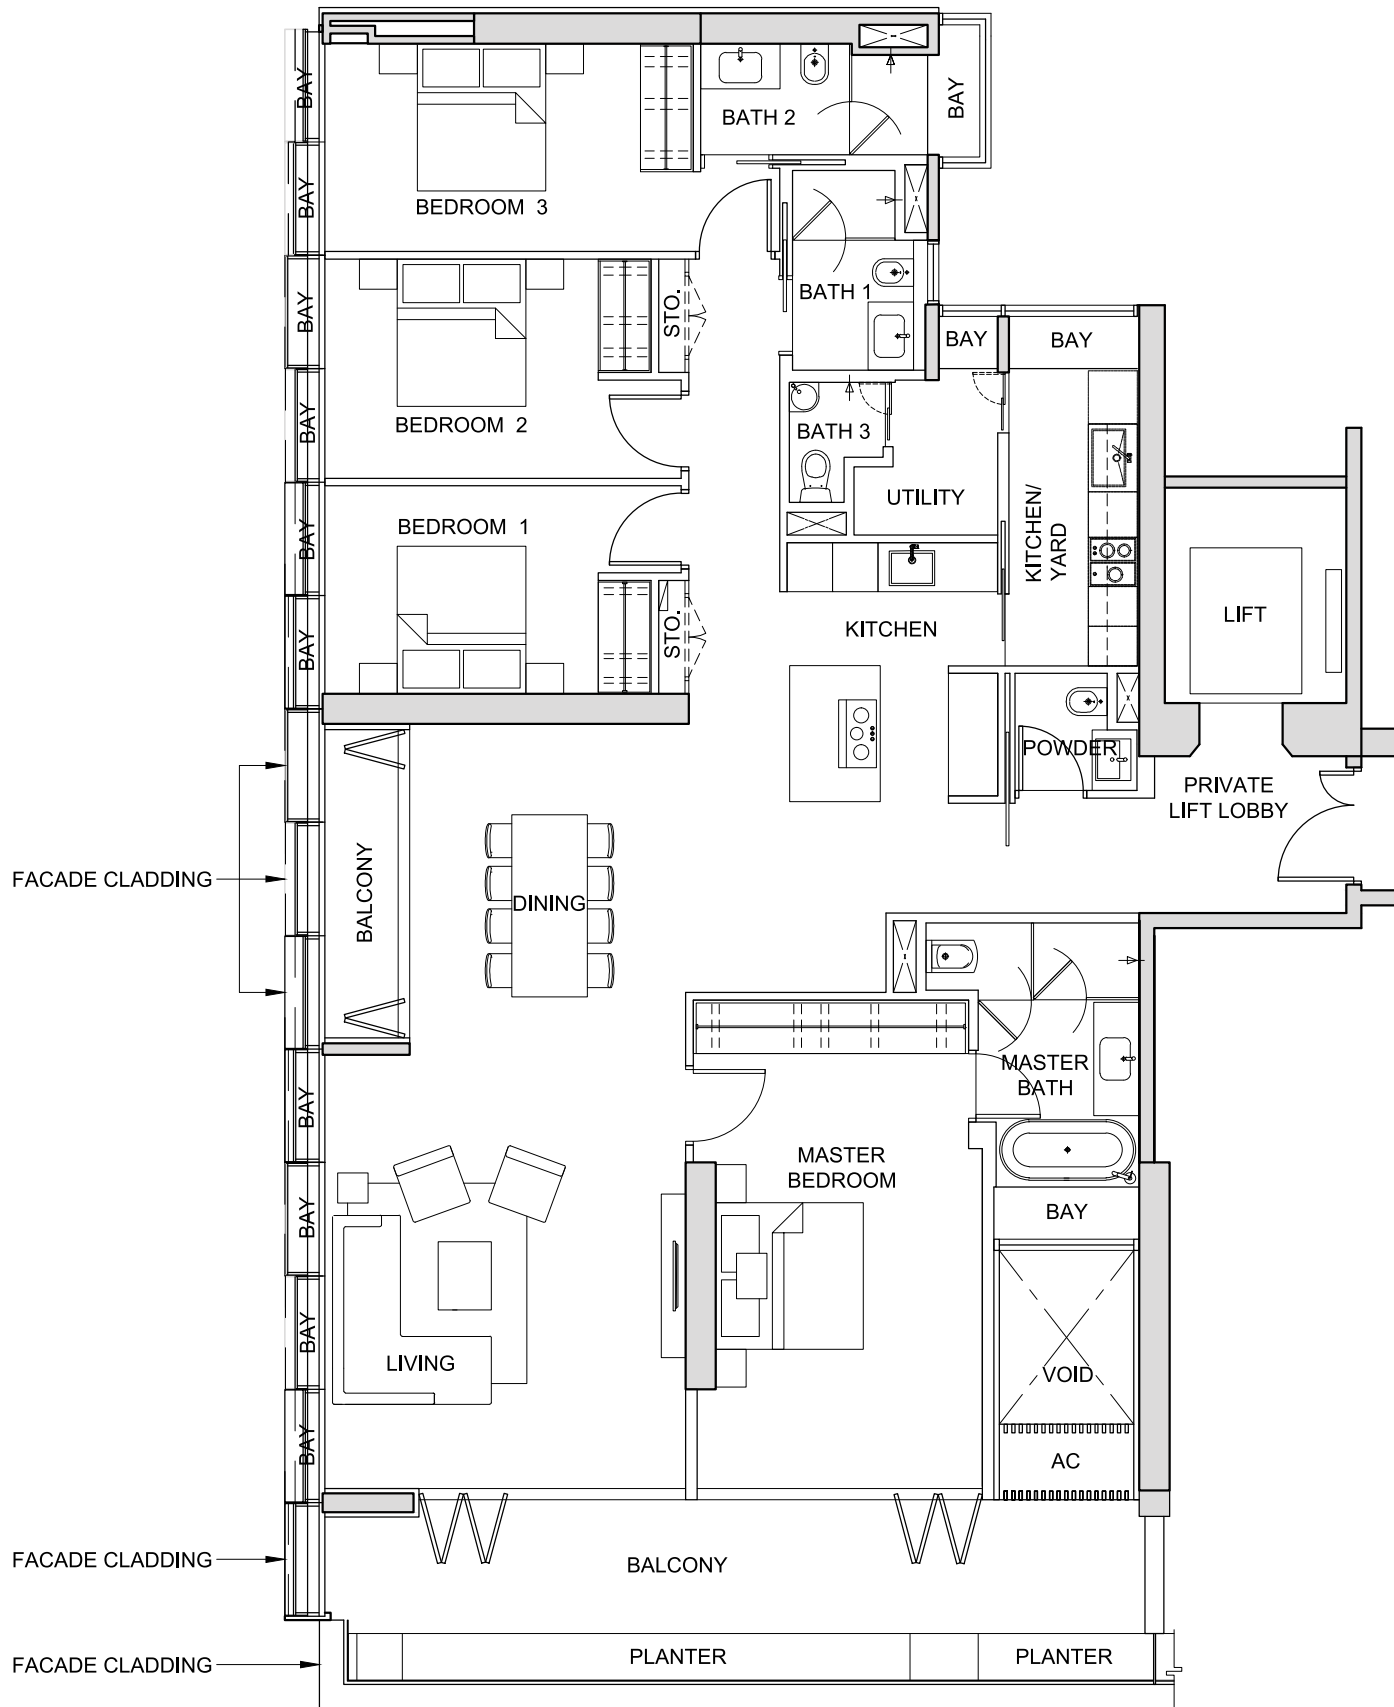 BAY
BAY
BATH 2
BAY
BEDROOM 3
BAY
BATH 1
STO.
BAY
BAY
BAY
BEDROOM 2
BATH 3
BAY
UTILITY
KITCHEN/
YARD
BEDROOM 1
BAY
LIFT
STO.
KITCHEN
BAY
POWDER
PRIVATE
LIFT LOBBY
FACADE CLADDING
BALCONY
DINING
MASTER
BATH
BAY
MASTER
BEDROOM
BAY
BAY
BAY
LIVING
VOID
BAY
AC
FACADE CLADDING
BALCONY
FACADE CLADDING
PLANTER
PLANTER